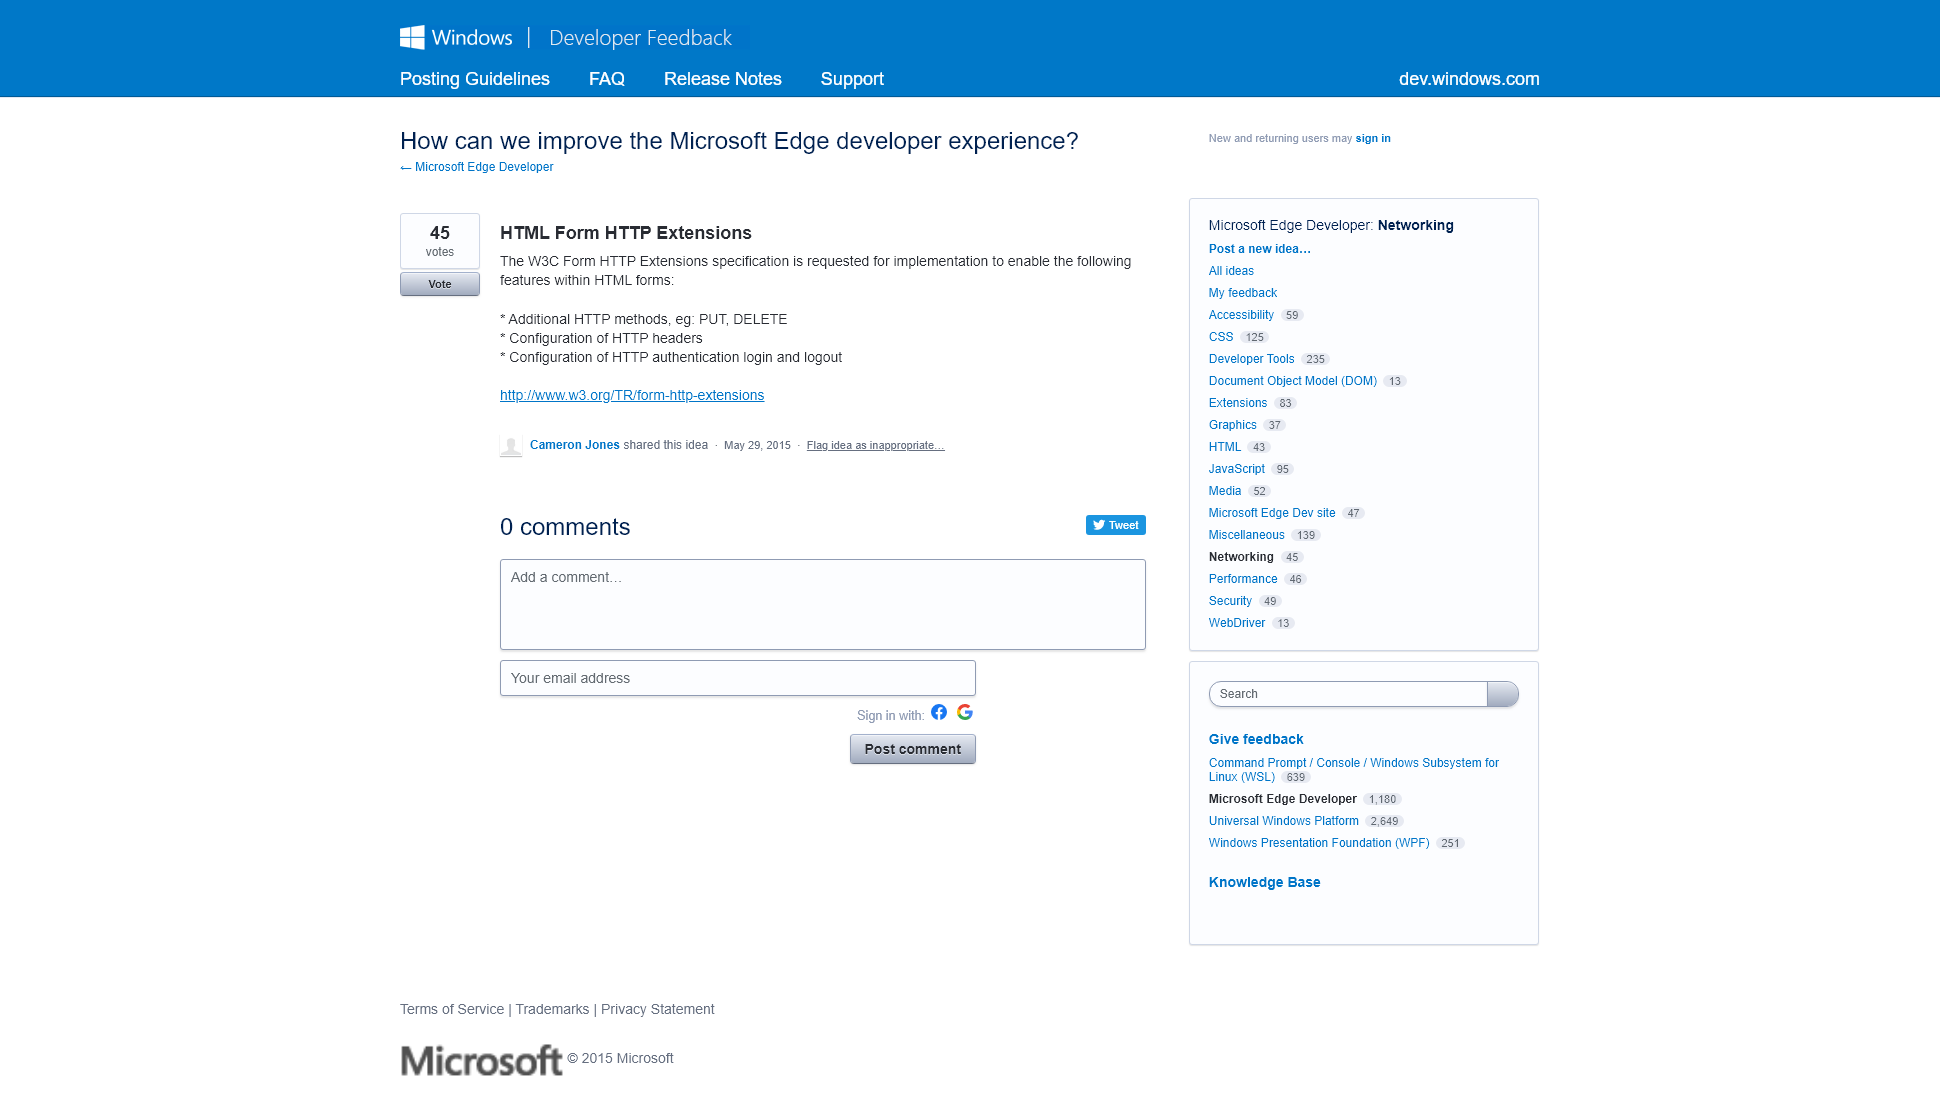 Windows | Developer Feedback
Posting Guidelines FAQ Release Notes Support dev.windows.com
How can we improve the Microsoft Edge developer experience?
← Microsoft Edge Developer
New and returning users may sign in
45
votes
Vote
HTML Form HTTP Extensions
The W3C Form HTTP Extensions specification is requested for implementation to enable the following
features within HTML forms:
* Additional HTTP methods, eg: PUT, DELETE
* Configuration of HTTP headers
* Configuration of HTTP authentication login and logout
http://www.w3.org/TR/form-http-extensions
Cameron Jones shared this idea · May 29, 2015 · Flag idea as inappropriate…
0 comments
Tweet
Add a comment…
Your email address
Sign in with:
Post comment
Microsoft Edge Developer: Networking
Post a new idea…
All ideas
My feedback
Accessibility 59
CSS 125
Developer Tools 235
Document Object Model (DOM) 13
Extensions 83
Graphics 37
HTML 43
JavaScript 95
Media 52
Microsoft Edge Dev site 47
Miscellaneous 139
Networking 45
Performance 46
Security 49
WebDriver 13
Search
Give feedback
Command Prompt / Console / Windows Subsystem for
Linux (WSL) 639
Microsoft Edge Developer 1,180
Universal Windows Platform 2,649
Windows Presentation Foundation (WPF) 251
Knowledge Base
Terms of Service | Trademarks | Privacy Statement
Microsoft © 2015 Microsoft